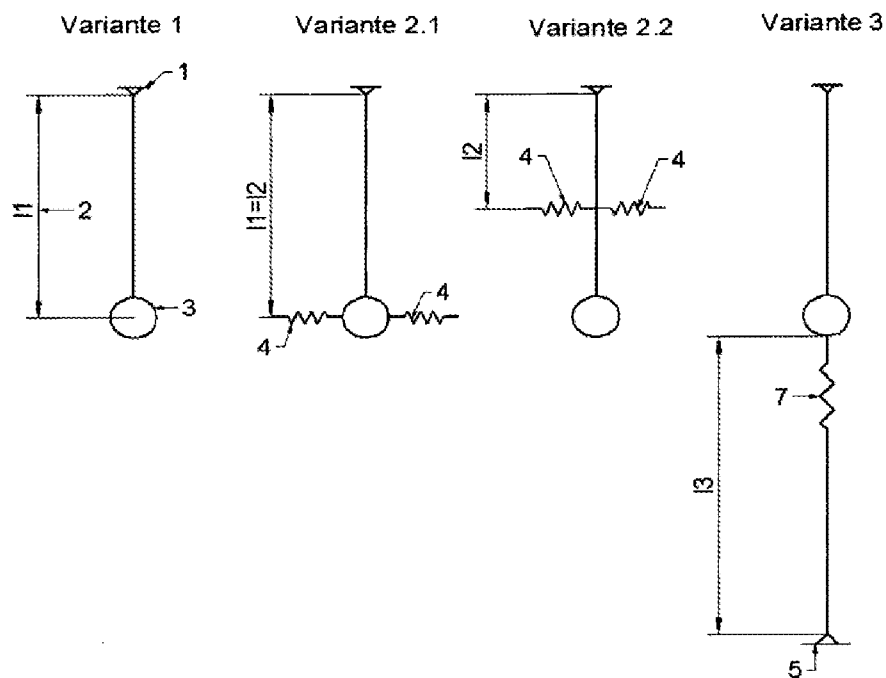 Variante 1
Variante 2.1
Variante 2.2
Variante 3
1
l1
2
3
l1=l2
4
4
l2
4
4
7
l3
5